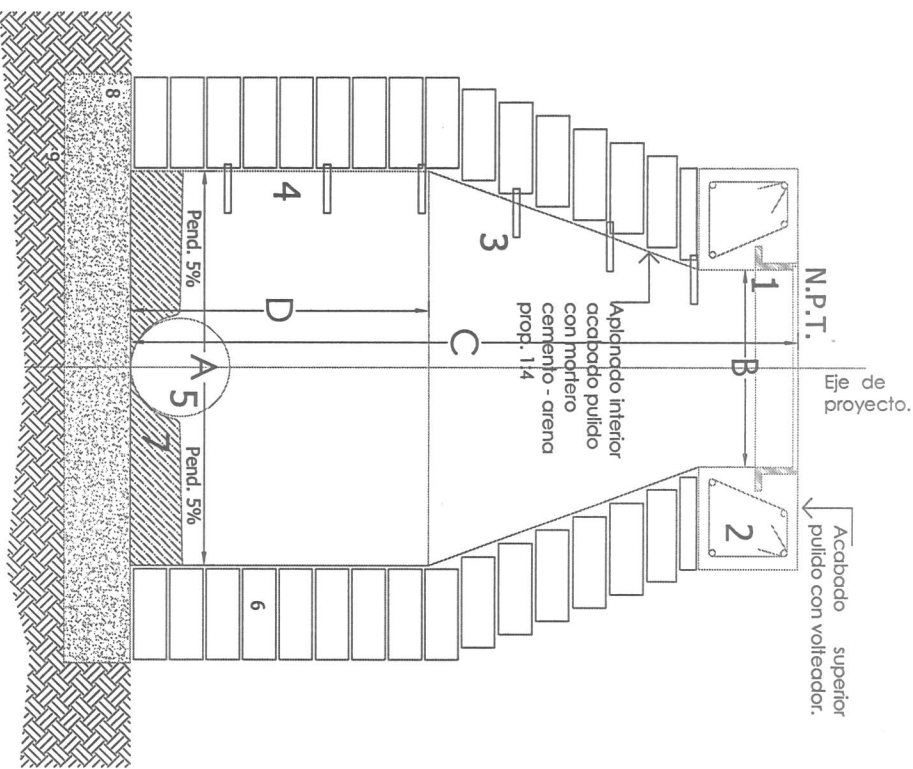 N.P.T.
Eje de
proyecto.
Acabado superior
pulido con volteador.
1
B
2
Aplanado interior
acabado pulido
con mortero
cemento - arena
prop. 1:4
3
C
4
D
6
Pend. 5%
A
5
7
Pend. 5%
8
9